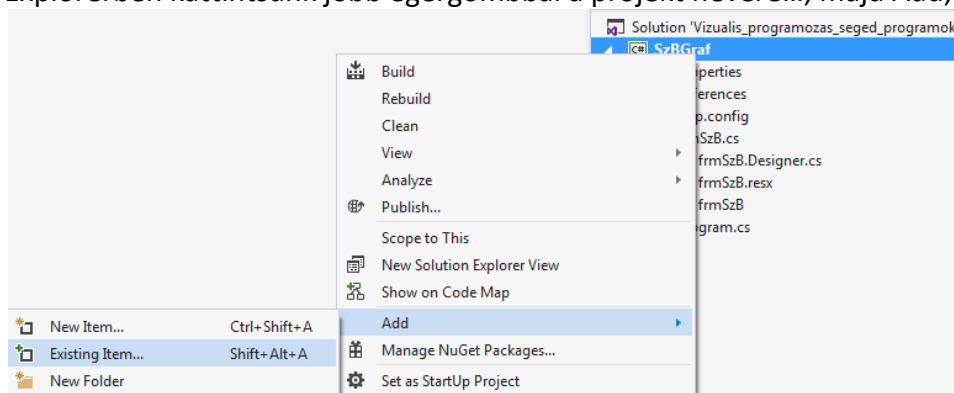 Solution 'Vizualis_programozas_seged_programok
C# SzBGraf
Build
Rebuild
Clean
View
Analyze
Publish...
Scope to This
New Solution Explorer View
Show on Code Map
Add
Manage NuGet Packages...
Set as StartUp Project
perties
erences
p.config
SzB.cs
frmSzB.Designer.cs
frmSzB.resx
frmSzB
gram.cs
New Item... Ctrl+Shift+A
Existing Item... Shift+Alt+A
New Folder